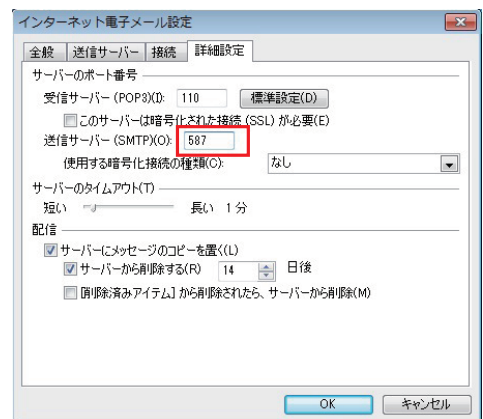 インターネット電子メール設定
全般 送信サーバー 接続 詳細設定
サーバーのポート番号
受信サーバー (POP3)(I): 110 標準設定(D)
このサーバーは暗号化された接続 (SSL) が必要(E)
送信サーバー (SMTP)(O): 587
使用する暗号化接続の種類(C): なし
サーバーのタイムアウト(T)
短い 長い 1 分
配信
サーバーにメッセージのコピーを置く(L)
サーバーから削除する(R) 14 日後
[削除済みアイテム] から削除されたら、サーバーから削除(M)
OK キャンセル